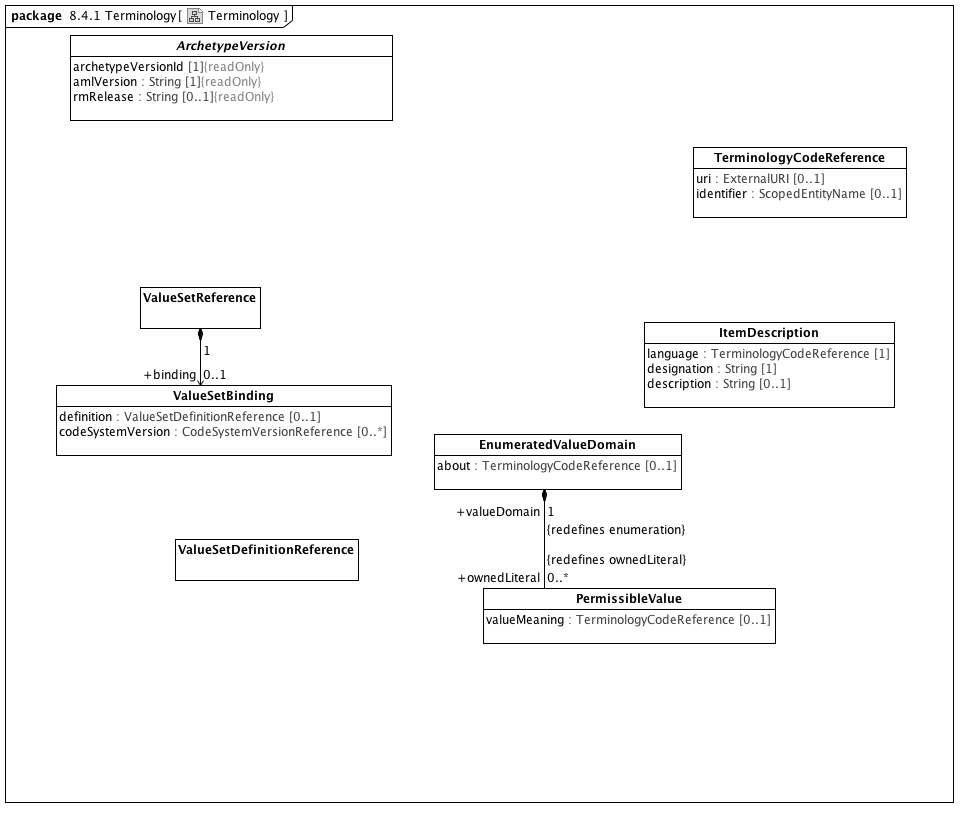 package 8.4.1 Terminology[ Terminology ]
ArchetypeVersion
archetypeVersionId [1]{readOnly}
amlVersion : String [1]{readOnly}
rmRelease : String [0..1]{readOnly}
TerminologyCodeReference
uri : ExternalURI [0..1]
identifier : ScopedEntityName [0..1]
ValueSetReference
1
+binding 0..1
ValueSetBinding
definition : ValueSetDefinitionReference [0..1]
codeSystemVersion : CodeSystemVersionReference [0..*]
ItemDescription
language : TerminologyCodeReference [1]
designation : String [1]
description : String [0..1]
EnumeratedValueDomain
about : TerminologyCodeReference [0..1]
+valueDomain 1
{redefines enumeration}
{redefines ownedLiteral}
+ownedLiteral 0..*
ValueSetDefinitionReference
PermissibleValue
valueMeaning : TerminologyCodeReference [0..1]